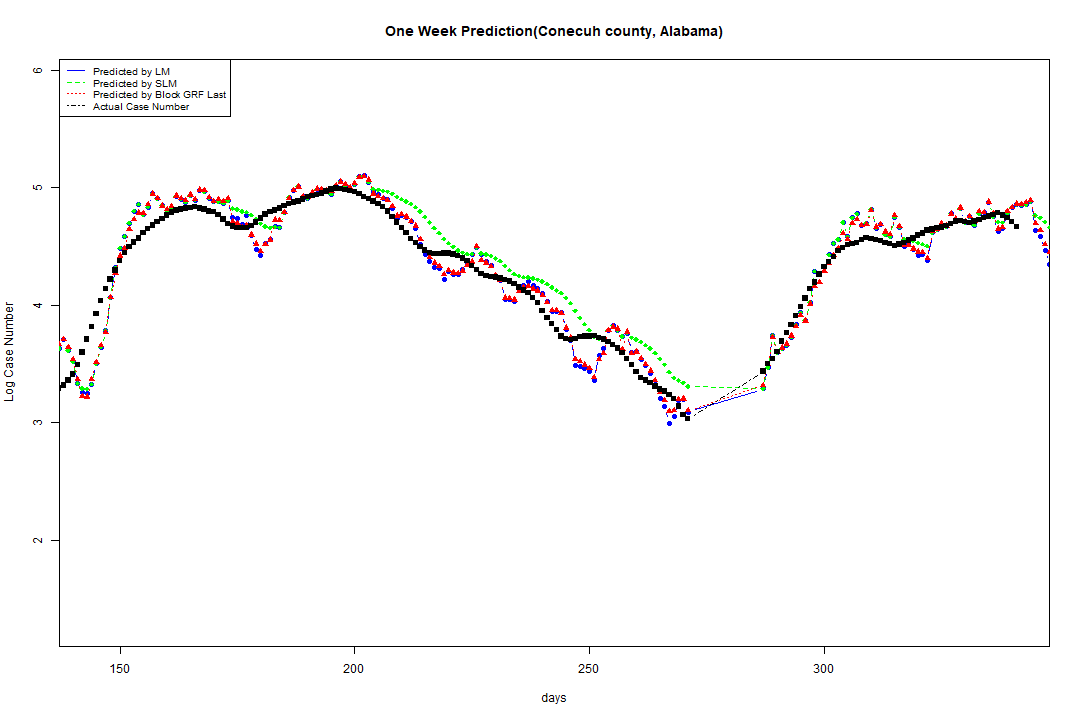 One Week Prediction(Conecuh county, Alabama)
Predicted by LM
Predicted by SLM
Predicted by Block GRF Last
Actual Case Number
Log Case Number
6
5
4
3
2
150 200 250 300
days